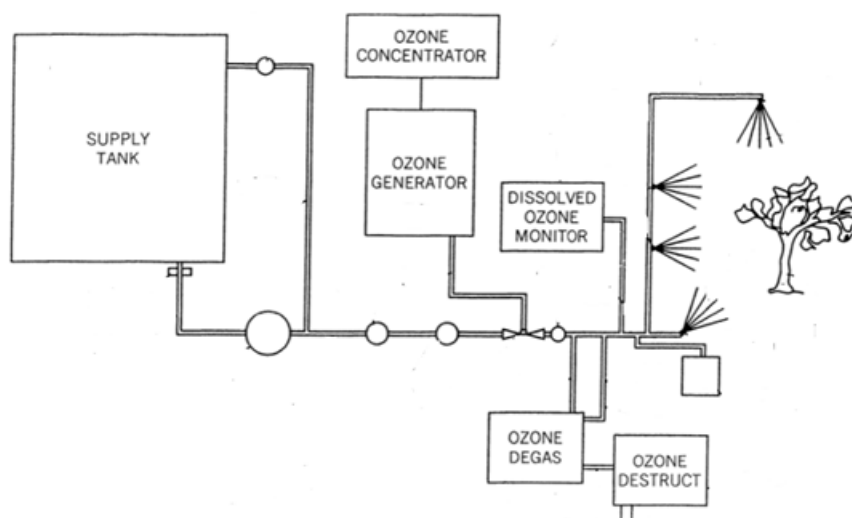 OZONE
CONCENTRATOR
SUPPLY
TANK
OZONE
GENERATOR
DISSOLVED
OZONE
MONITOR
OZONE
DEGAS
OZONE
DESTRUCT